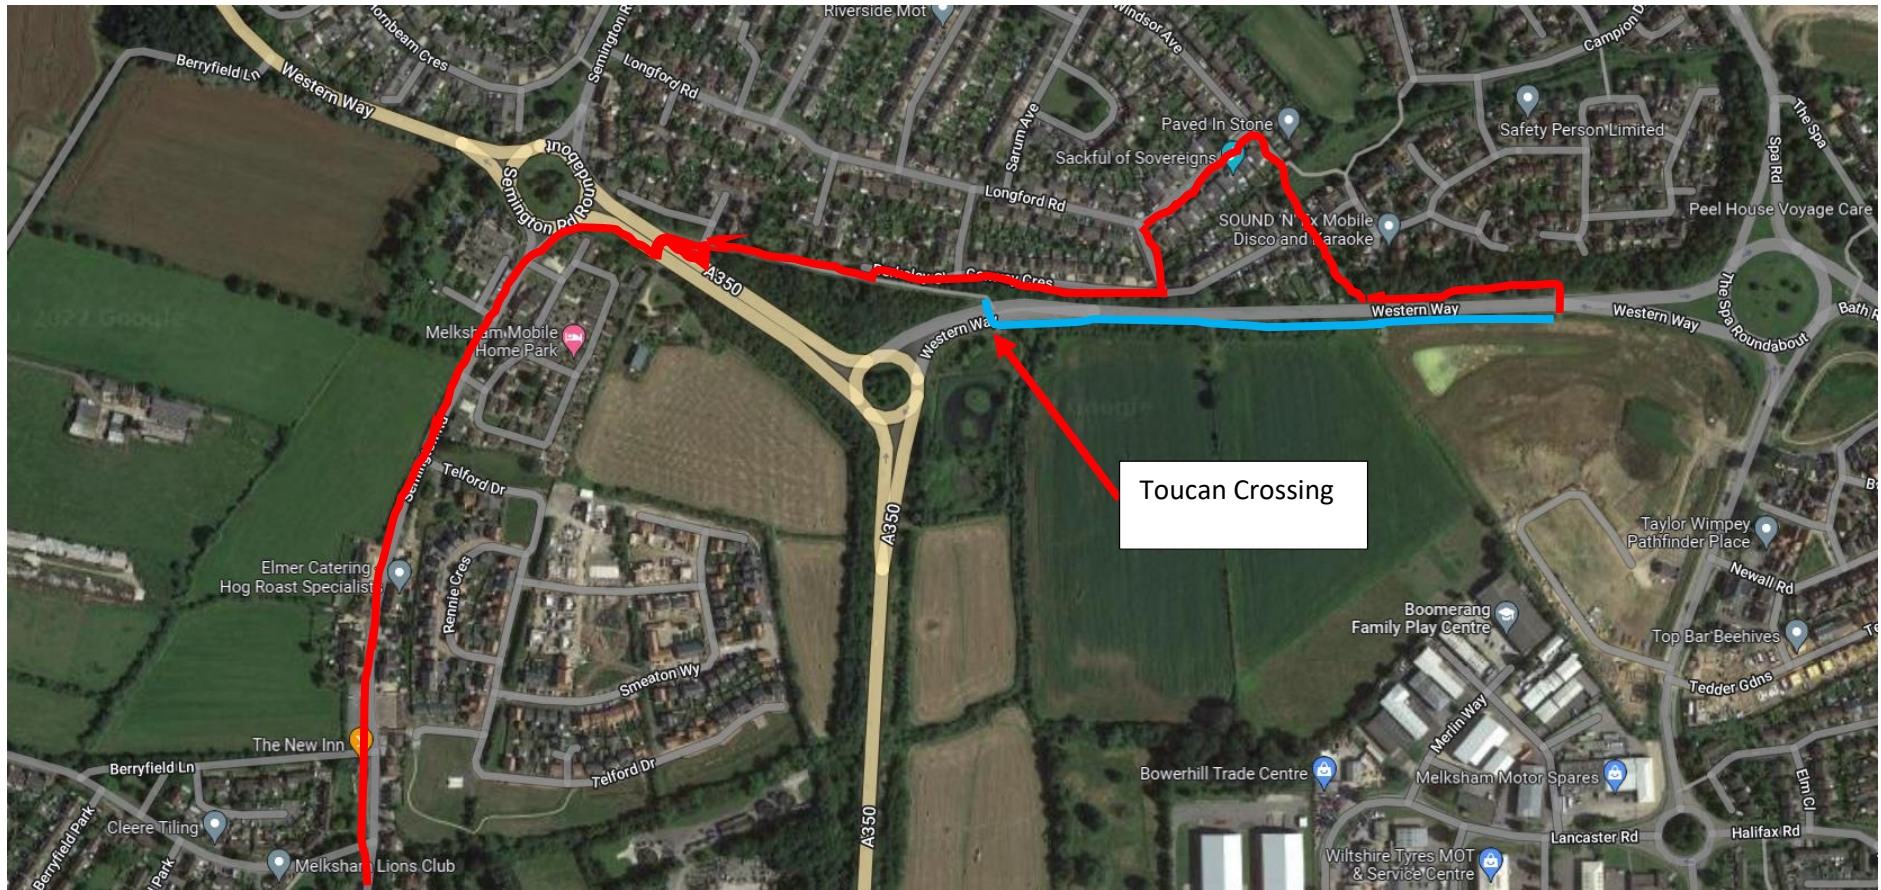 Riverside Mot
Windsor Ave
Campion D
Semington R
Berryfield Ln
Western Way
Longford Rd
The Spa
Paved In Stone
Safety Person Limited
Sarum Ave
Sackful of Sovereigns
Spa Rd
Semington Rd Roundabout
Longford Rd
SOUND 'N' Fx Mobile
Disco and Karaoke
Peel House Voyage Care
A350
Conway Cres
Western Way
Western Way
Western Way
The Spa Roundabout
Bath R
Melksham Mobile
Home Park
Toucan Crossing
Telford Dr
A350
Taylor Wimpey
Pathfinder Place
Elmer Catering -
Hog Roast Specialists
Rennie Cres
Newall Rd
Boomerang
Family Play Centre
Top Bar Beehives
Smeaton Wy
Tedder Gdns
Merlin Way
The New Inn
Berryfield Ln
Telford Dr
Bowerhill Trade Centre
Melksham Motor Spares
Elm Cl
Berryfield Park
Cleere Tiling
A350
Lancaster Rd
Halifax Rd
Melksham Lions Club
d Park
Wiltshire Tyres MOT
& Service Centre